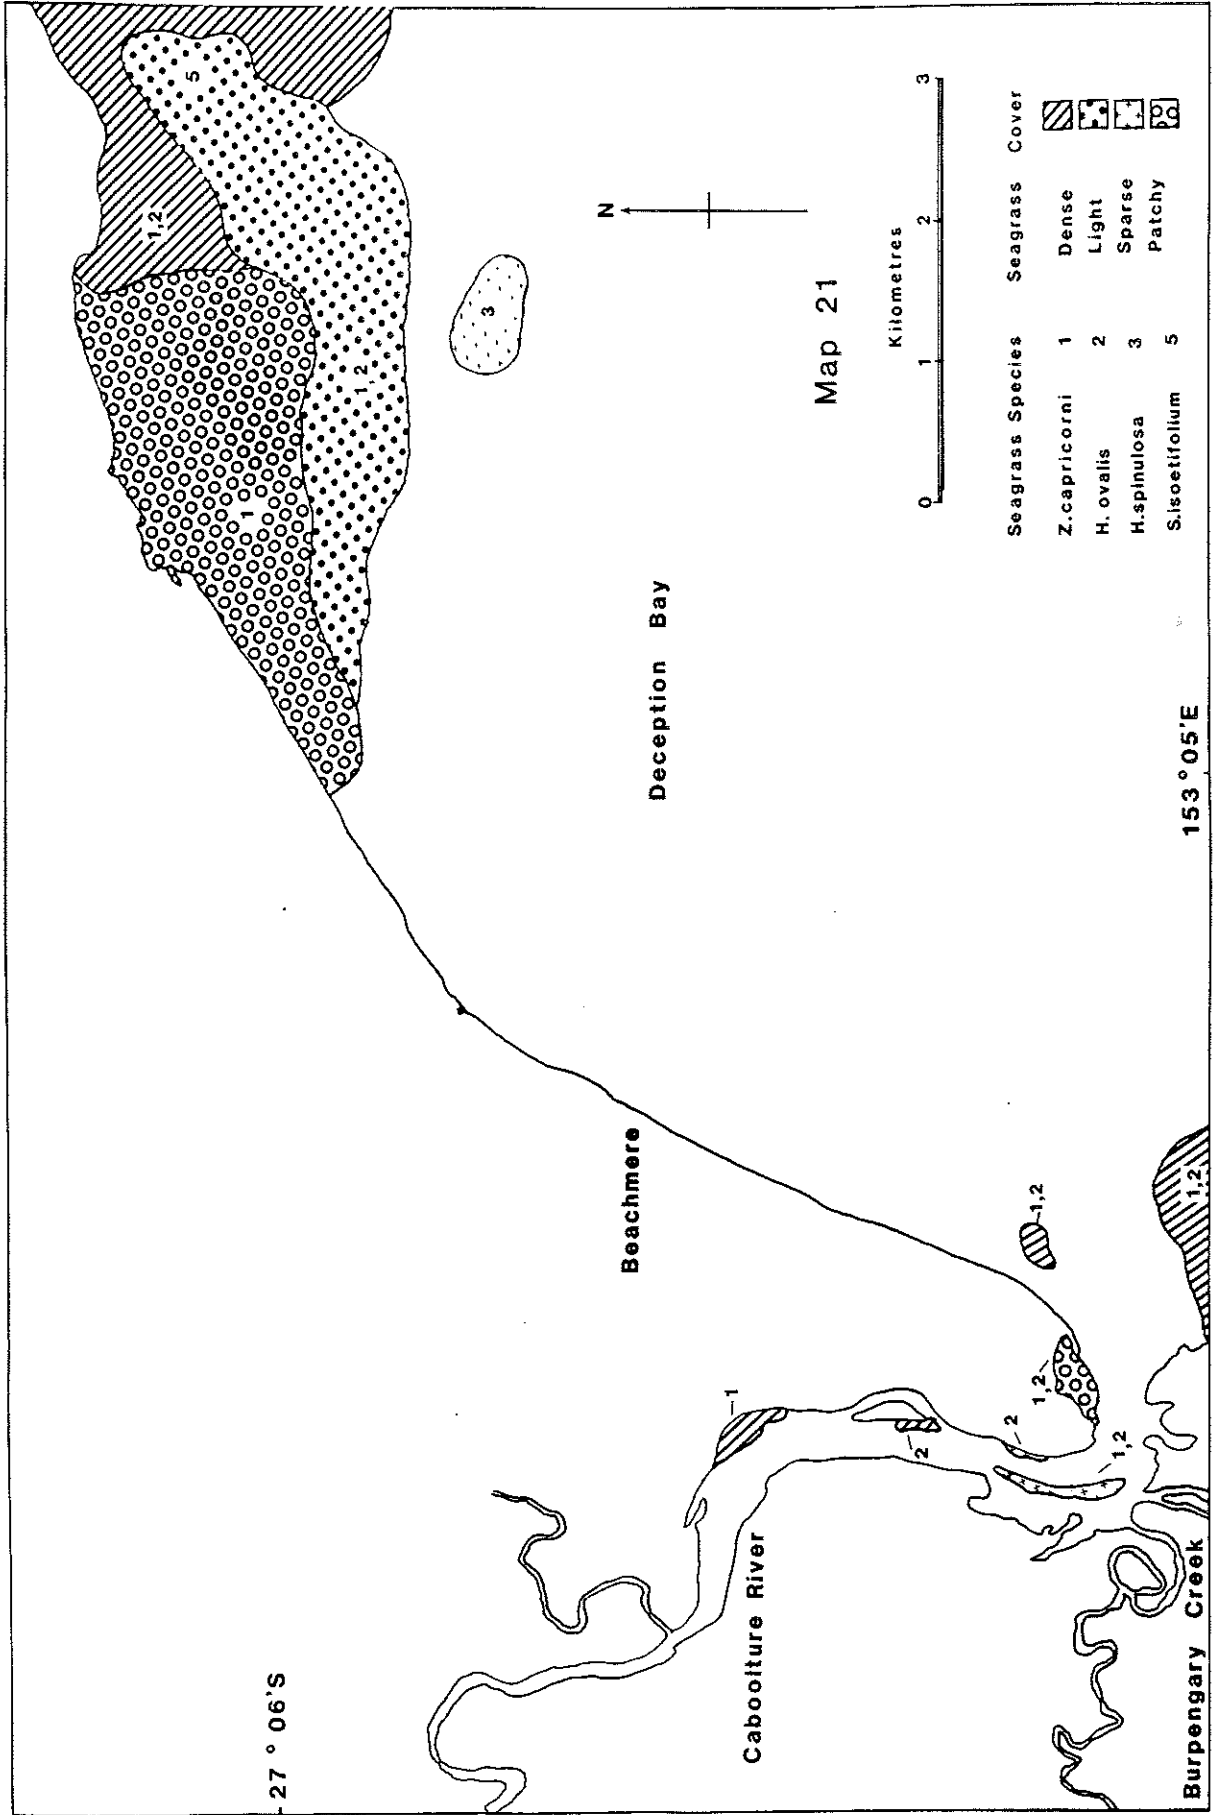 5
1,2
1
1,2
3
N
Map 21
Kilometres
0 1 2 3
Seagrass Species Seagrass Cover
Z.capricorni 1 Dense
H. ovalis 2 Light
H.spinulosa 3 Sparse
S.isoetifolium 5 Patchy
Deception Bay
153°05'E
Beachmere
1,2
1,2
1,2
1
2
2
1,2
27° 06'S
Caboolture River
Burpengary Creek